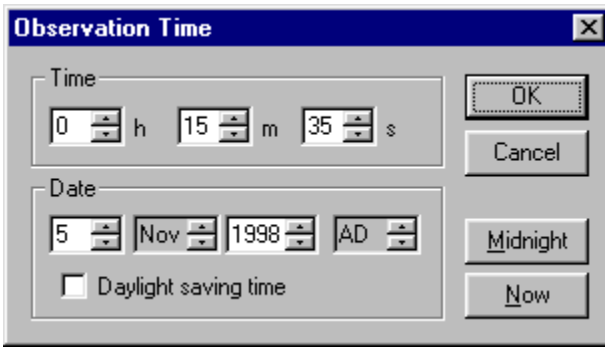 Observation Time
Time
0 h 15 m 35 s
OK
Cancel
Date
5 Nov 1998 AD
Midnight
Daylight saving time
Now